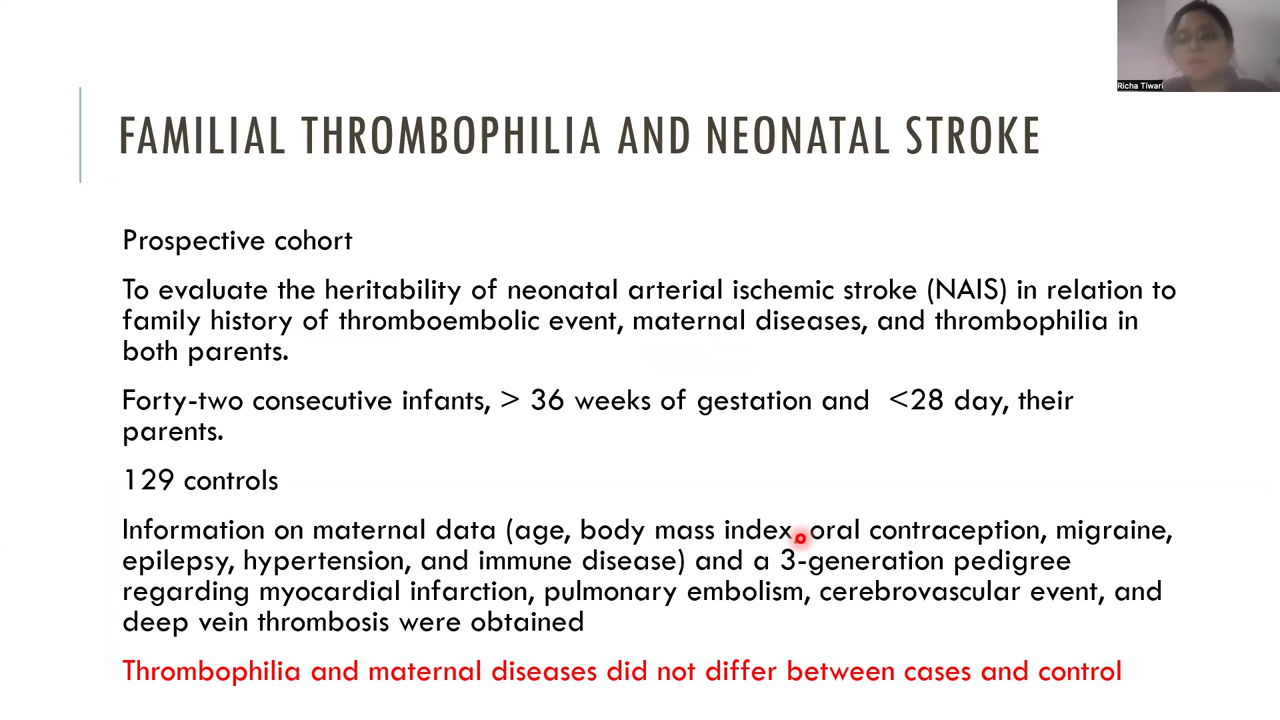 Richa Tiwari
FAMILIAL THROMBOPHILIA AND NEONATAL STROKE
Prospective cohort
To evaluate the heritability of neonatal arterial ischemic stroke (NAIS) in relation to
family history of thromboembolic event, maternal diseases, and thrombophilia in
both parents.
Forty-two consecutive infants, > 36 weeks of gestation and <28 day, their
parents.
129 controls
Information on maternal data (age, body mass index, oral contraception, migraine,
epilepsy, hypertension, and immune disease) and a 3-generation pedigree
regarding myocardial infarction, pulmonary embolism, cerebrovascular event, and
deep vein thrombosis were obtained
Thrombophilia and maternal diseases did not differ between cases and control